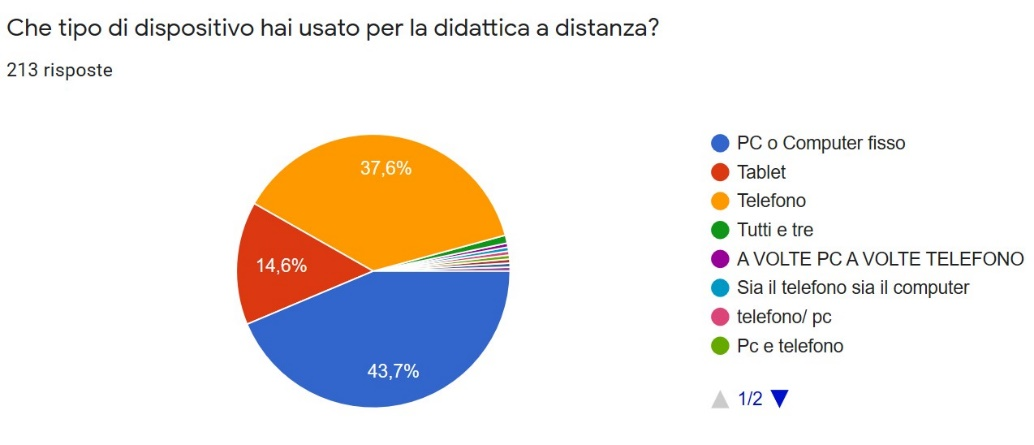 Che tipo di dispositivo hai usato per la didattica a distanza?
213 risposte
37,6%
14,6%
43,7%
PC o Computer fisso
Tablet
Telefono
Tutti e tre
A VOLTE PC A VOLTE TELEFONO
Sia il telefono sia il computer
telefono/ pc
Pc e telefono
1/2